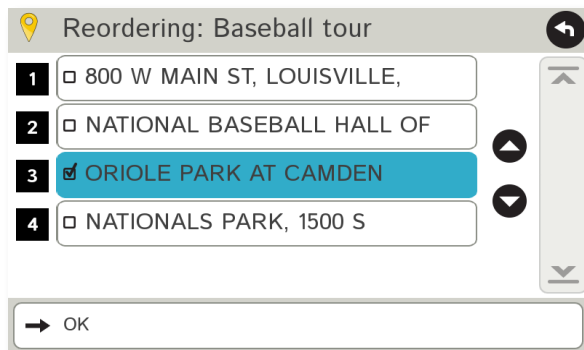 Reordering: Baseball tour
1 800 W MAIN ST, LOUISVILLE,
2 NATIONAL BASEBALL HALL OF
3 ORIOLE PARK AT CAMDEN
4 NATIONALS PARK, 1500 S
OK